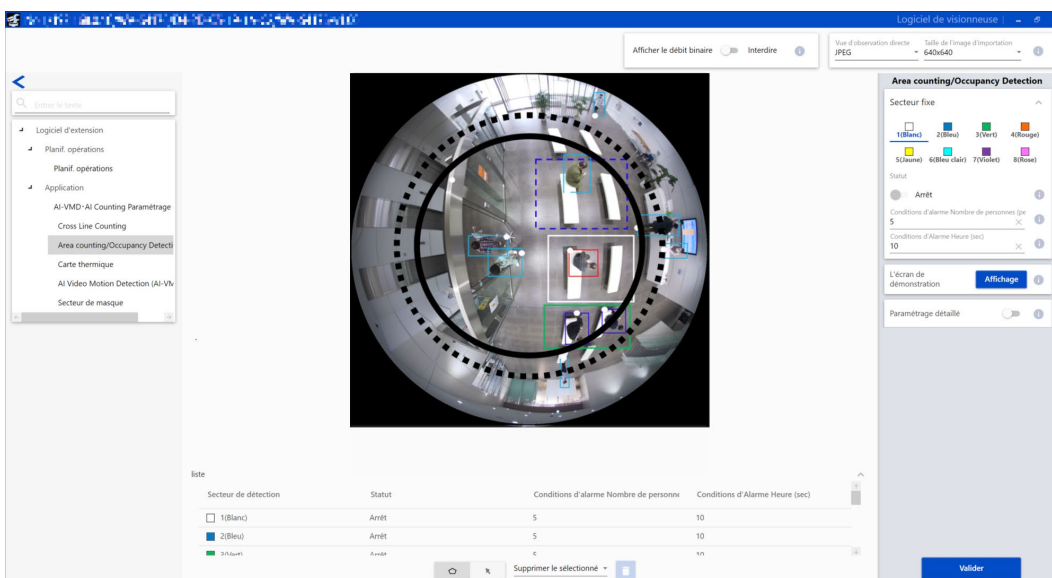 Logiciel de visionneuse
Afficher le débit binaire
Interdire
Vue d'observation directe
JPEG
Taille de l'image d'importation
640x640
Entrer le texte
Logiciel d'extension
Planif. opérations
Planif. opérations
Application
AI-VMD･AI Counting Paramétrage
Cross Line Counting
Area counting/Occupancy Detecti
Carte thermique
AI Video Motion Detection (AI-VM
Secteur de masque
Area counting/Occupancy Detection
Secteur fixe
1(Blanc) 2(Bleu) 3(Vert) 4(Rouge)
5(Jaune) 6(Bleu clair) 7(Violet) 8(Rose)
Statut
Arrêt
Conditions d'alarme Nombre de personnes (pe
5
Conditions d'Alarme Heure (sec)
10
L'écran de
démonstration
Affichage
Paramétrage détaillé
liste
Secteur de détection Statut Conditions d'alarme Nombre de personne Conditions d'Alarme Heure (sec)
1(Blanc) Arrêt 5 10
2(Bleu) Arrêt 5 10
3(Vert) Arrêt 5 10
Supprimer le sélectionné
Valider